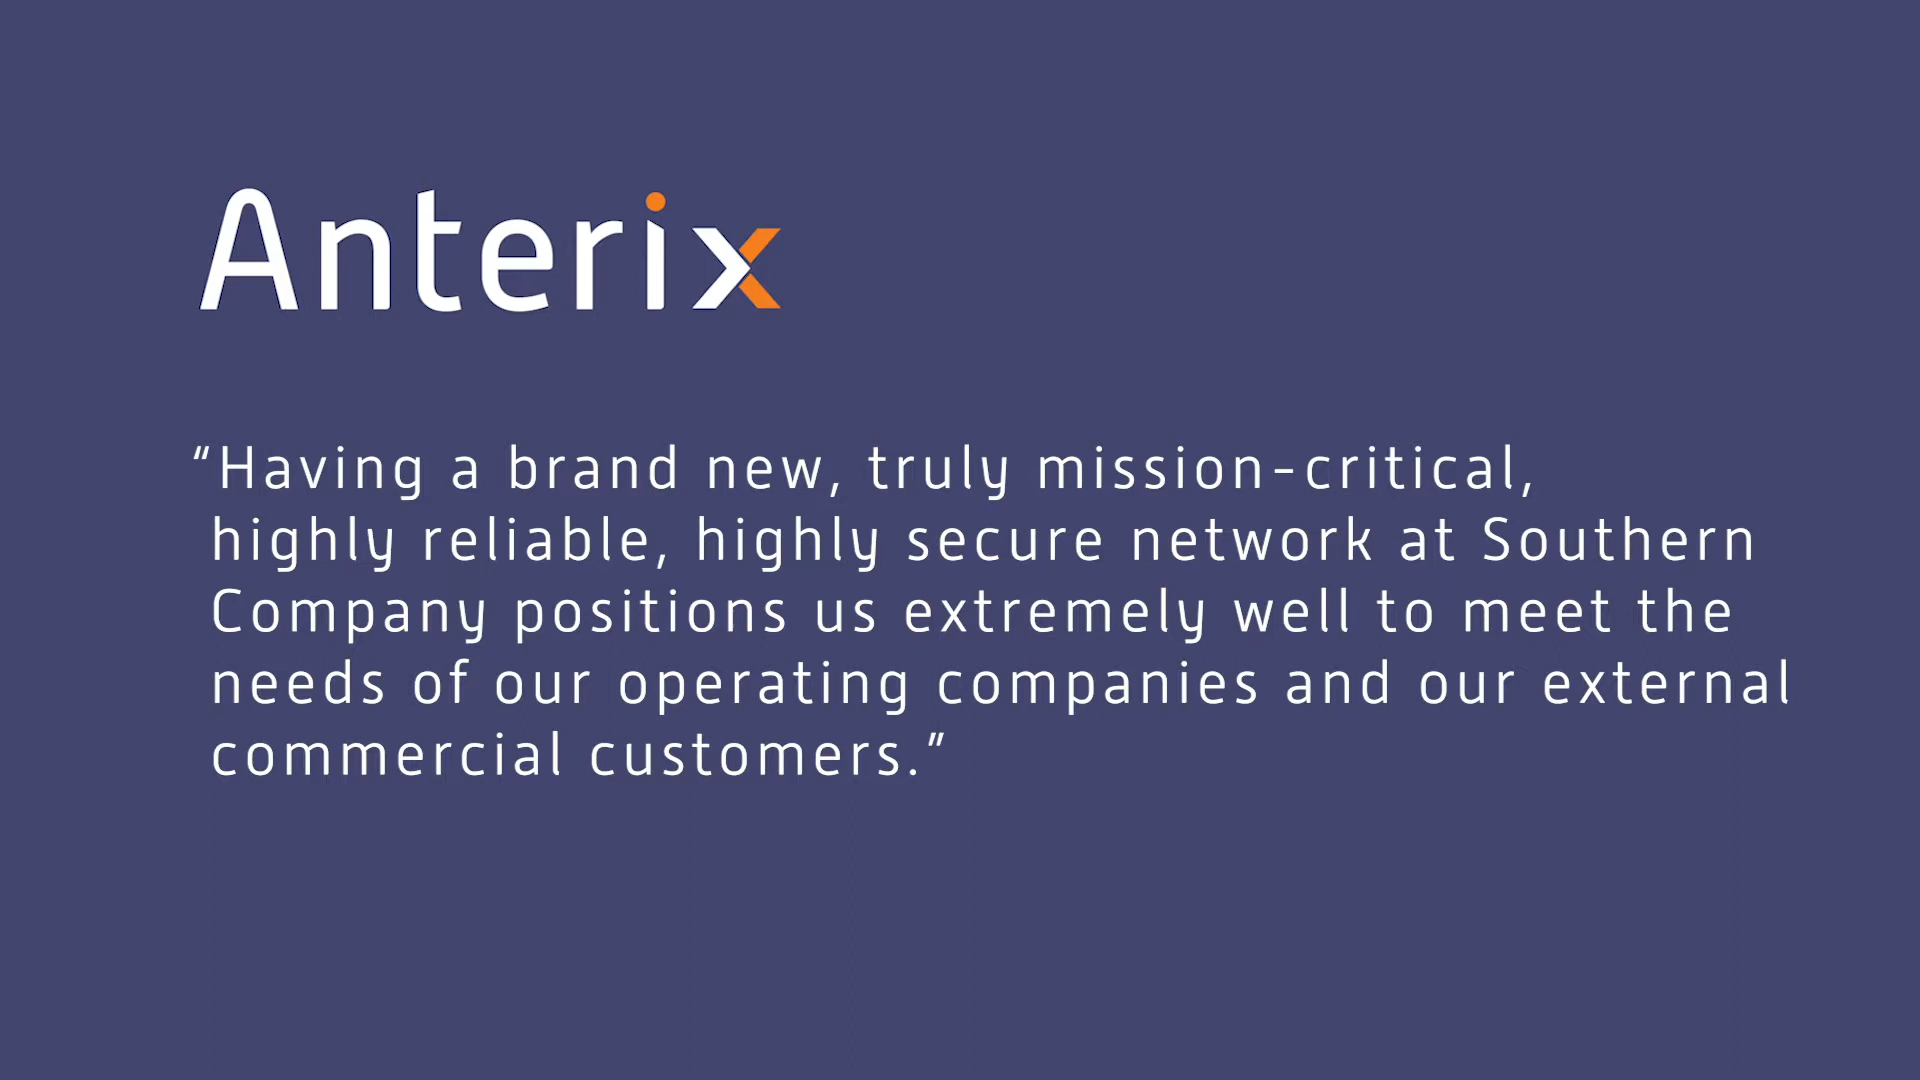 Anterix
“Having a brand new, truly mission-critical,
highly reliable, highly secure network at Southern
Company positions us extremely well to meet the
needs of our operating companies and our external
commercial customers.”